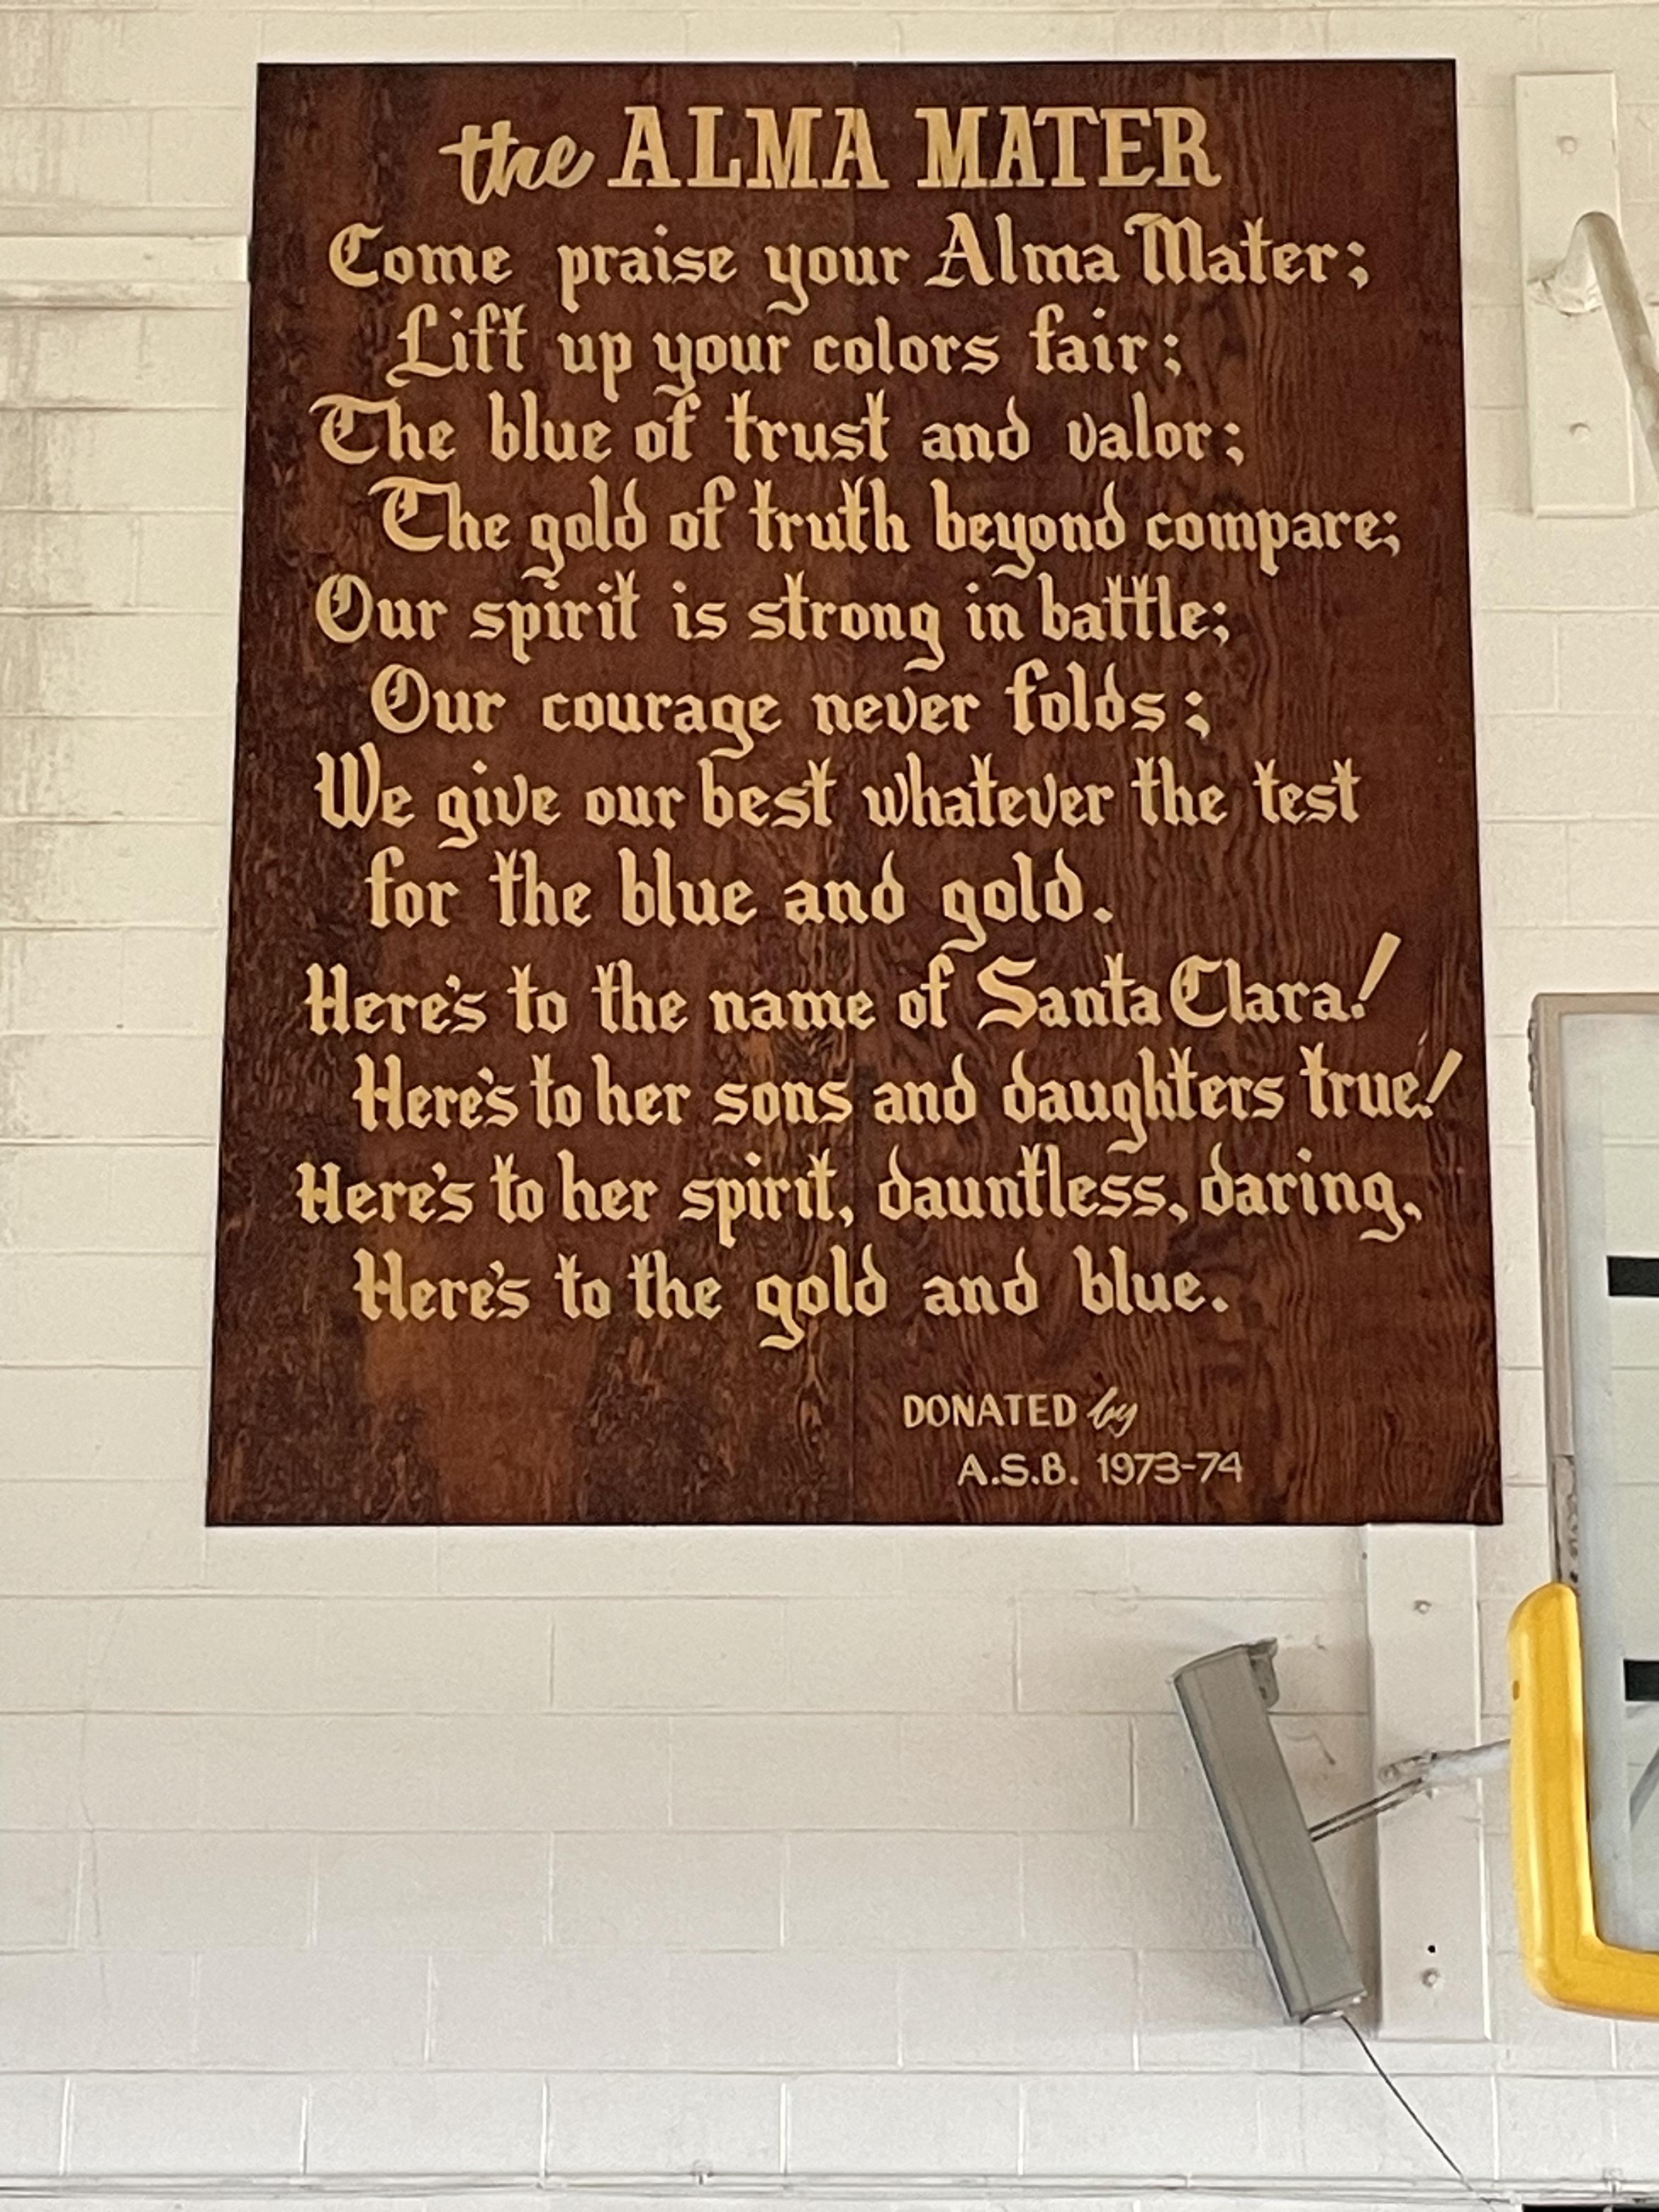 the ALMA MATER
Come praise your Alma Mater;
Lift up your colors fair;
The blue of trust and valor;
The gold of truth beyond compare;
Our spirit is strong in battle;
Our courage never folds;
We give our best whatever the test
for the blue and gold.
Here's to the name of Santa Clara!
Here's to her sons and daughters true!
Here's to her spirit, dauntless, daring,
Here's to the gold and blue.
DONATED by
A.S.B. 1973-74